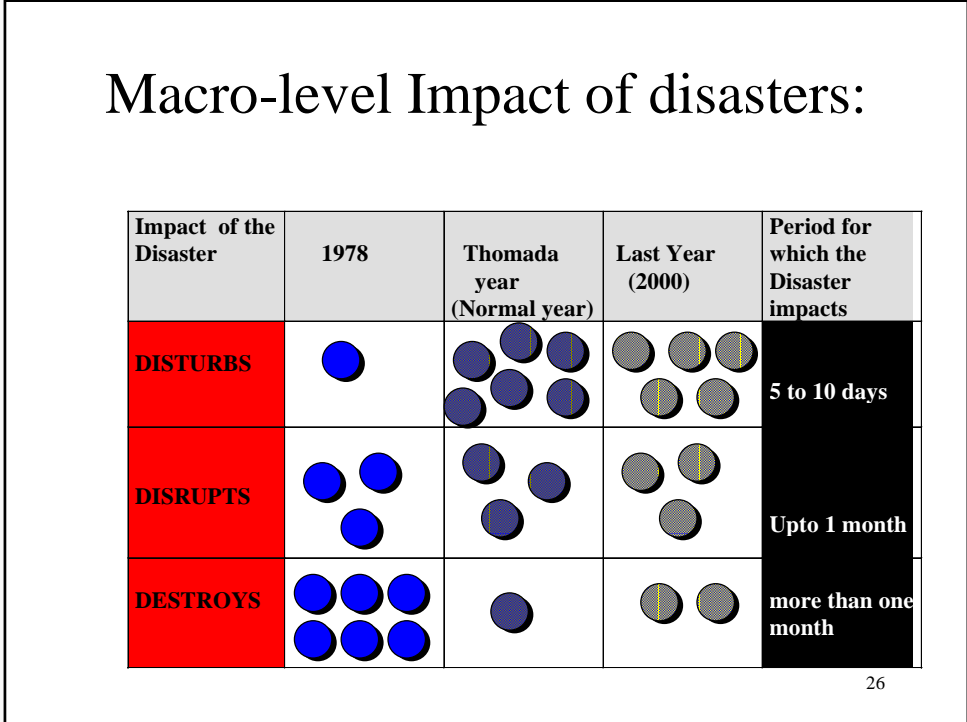 Macro-level Impact of disasters:
Impact of the
Disaster
1978
Thomada
year
(Normal year)
Last Year
(2000)
Period for
which the
Disaster
impacts
DISTURBS
5 to 10 days
DISRUPTS
Upto 1 month
DESTROYS
more than one
month
26